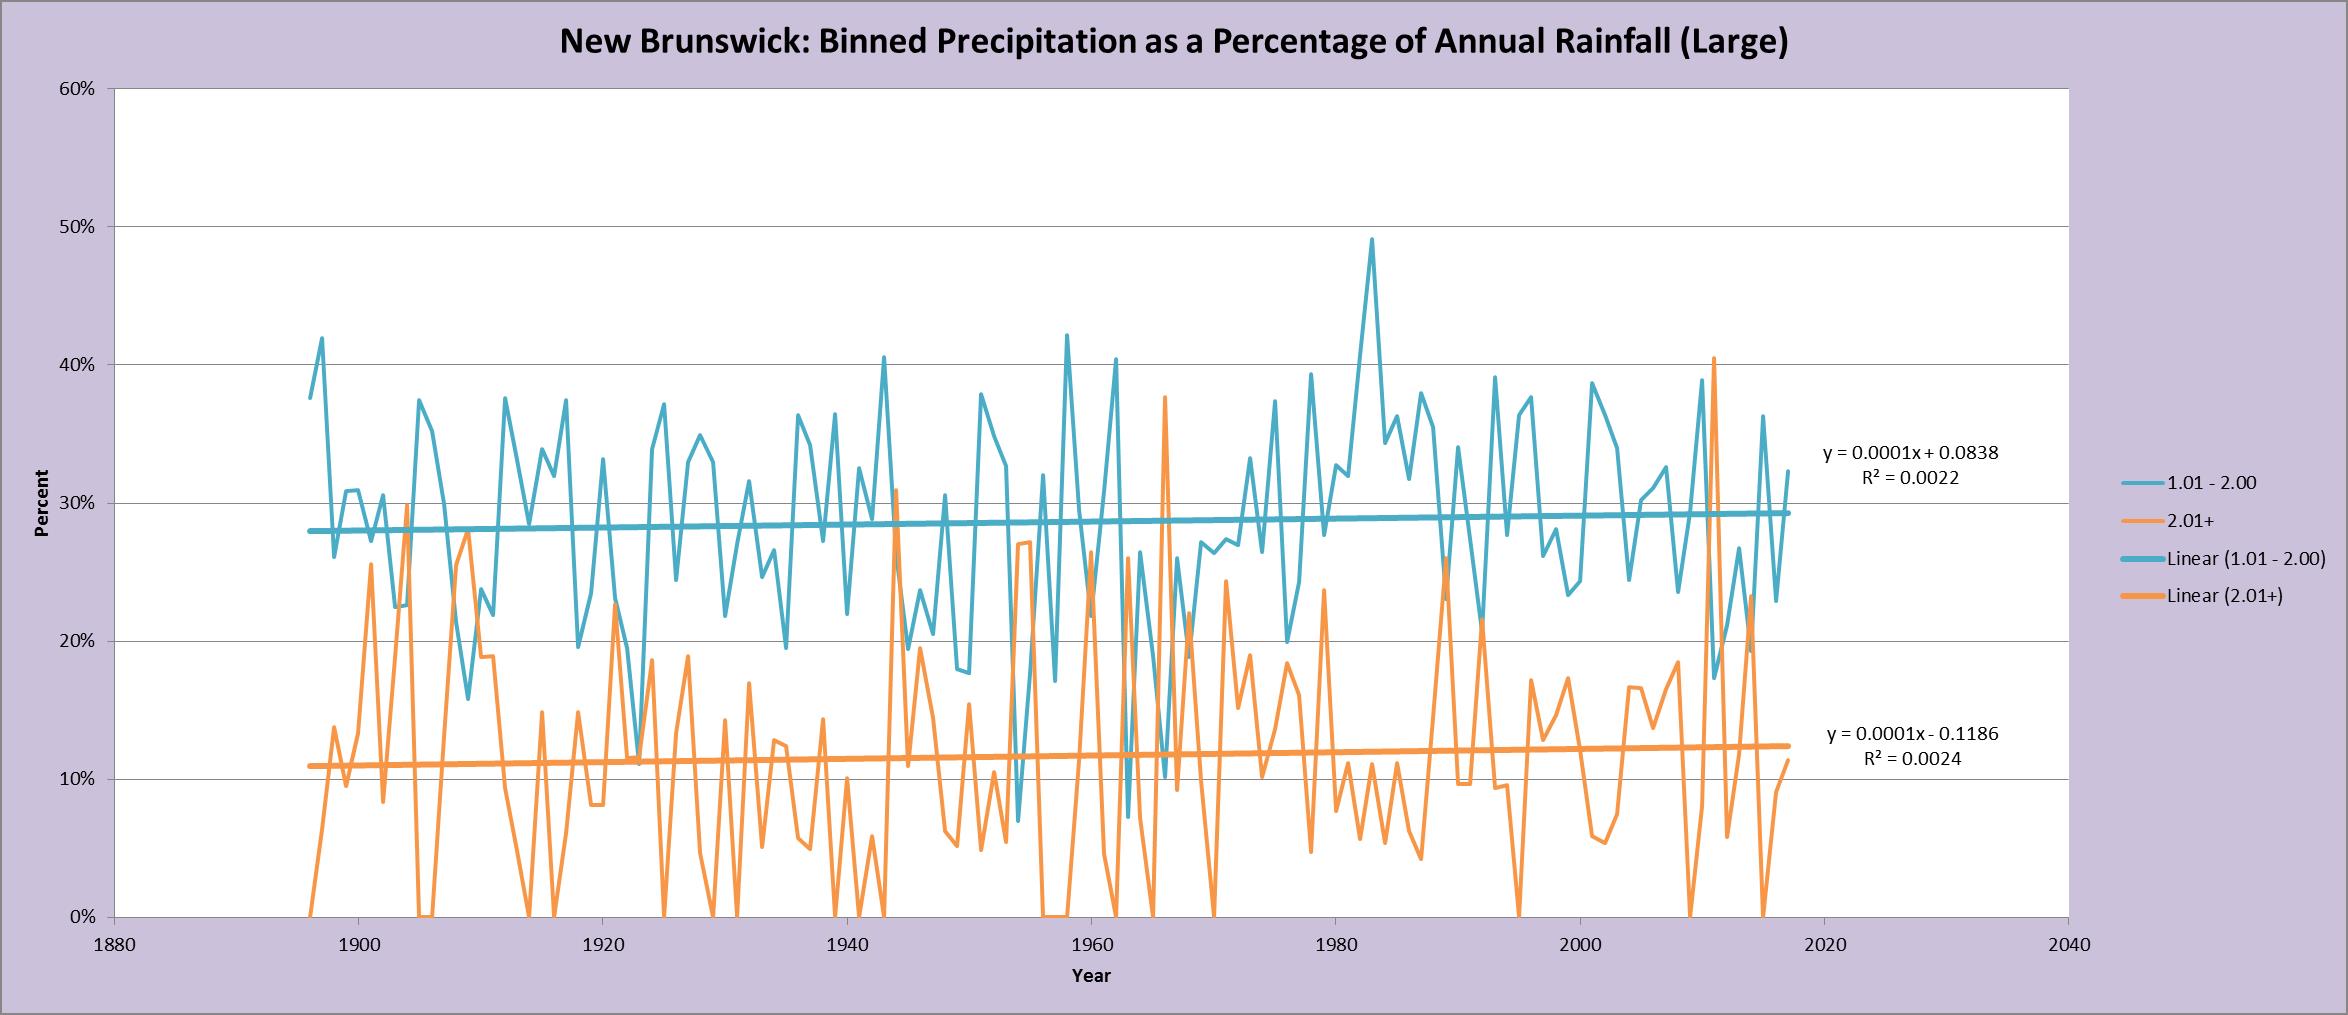 New Brunswick: Binned Precipitation as a Percentage of Annual Rainfall (Large)
60%
50%
40%
30%
20%
10%
0%
Percent
1880
1900
1920
1940
1960
1980
2000
2020
2040
Year
y = 0.0001x + 0.0838
R² = 0.0022
y = 0.0001x - 0.1186
R² = 0.0024
1.01 - 2.00
2.01+
Linear (1.01 - 2.00)
Linear (2.01+)